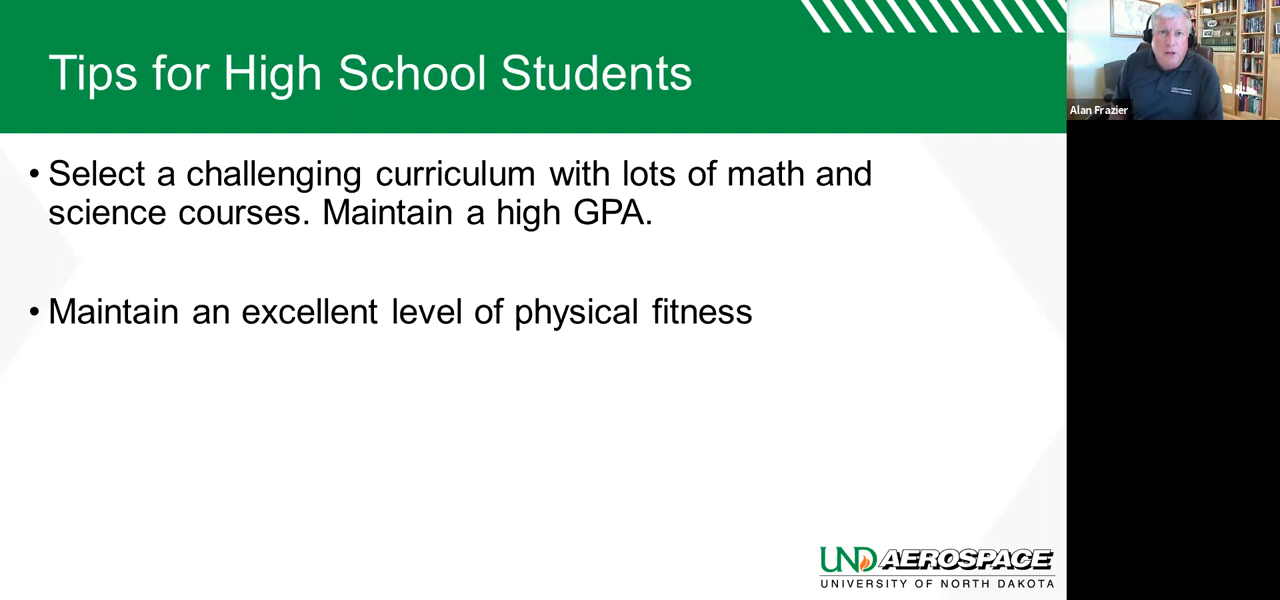 Tips for High School Students
Alan Frazier
• Select a challenging curriculum with lots of math and
science courses. Maintain a high GPA.
• Maintain an excellent level of physical fitness
UND AEROSPACE
UNIVERSITY OF NORTH DAKOTA